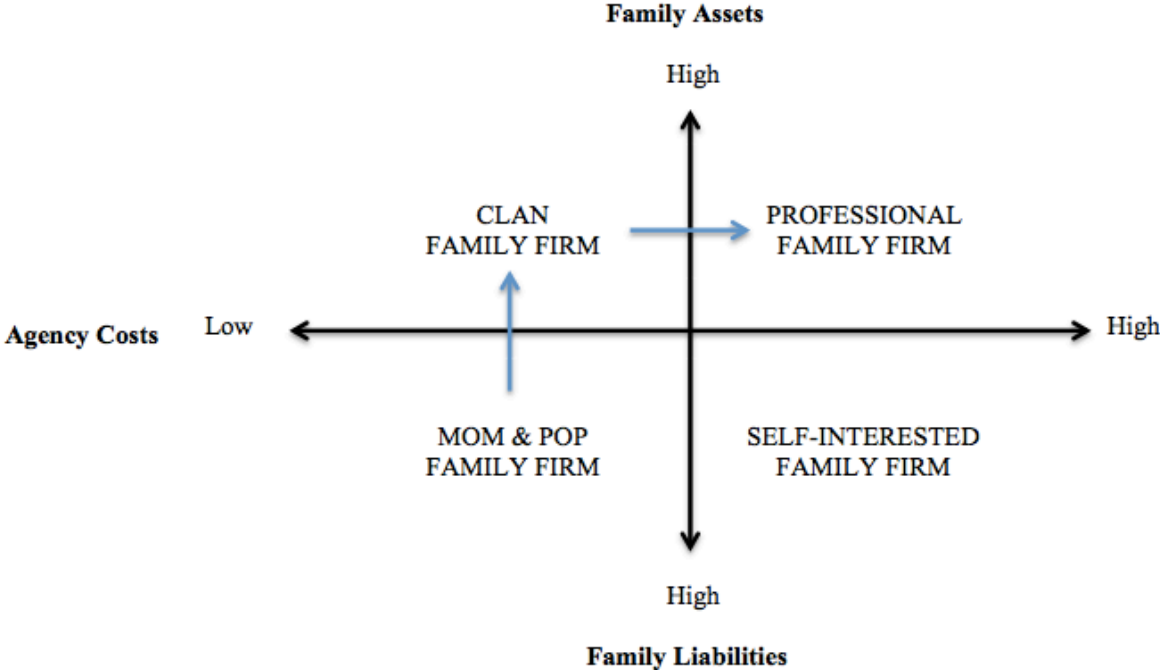 Family Assets
High
CLAN
FAMILY FIRM
PROFESSIONAL
FAMILY FIRM
Agency Costs
Low
High
MOM & POP
FAMILY FIRM
SELF-INTERESTED
FAMILY FIRM
High
Family Liabilities